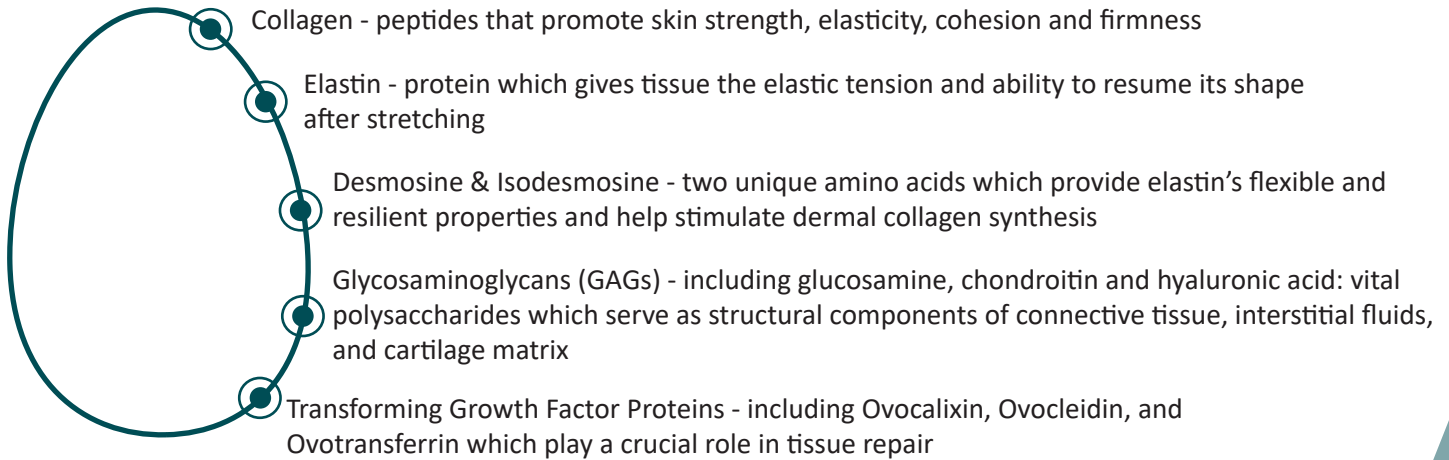 Collagen - peptides that promote skin strength, elasticity, cohesion and firmness
Elastin - protein which gives tissue the elastic tension and ability to resume its shape
after stretching
Desmosine & Isodesmosine - two unique amino acids which provide elastin’s flexible and
resilient properties and help stimulate dermal collagen synthesis
Glycosaminoglycans (GAGs) - including glucosamine, chondroitin and hyaluronic acid: vital
polysaccharides which serve as structural components of connective tissue, interstitial fluids,
and cartilage matrix
Transforming Growth Factor Proteins - including Ovocalixin, Ovocleidin, and
Ovotransferrin which play a crucial role in tissue repair